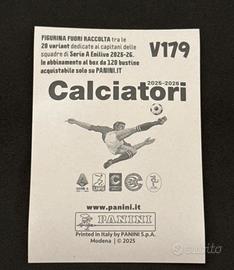 FIGURINA FUORI RACCOLTA tra le
20 variant dedicate ai capitani delle
squadre di Serie A Enilive 2025-26.
In abbinamento al box da 120 bustine
acquistabile solo su PANINI.IT
V179
2025-2026
Calciatori
www.panini.it
PANINI
Printed in Italy by PANINI S.p.A.
Modena | © 2025
subito